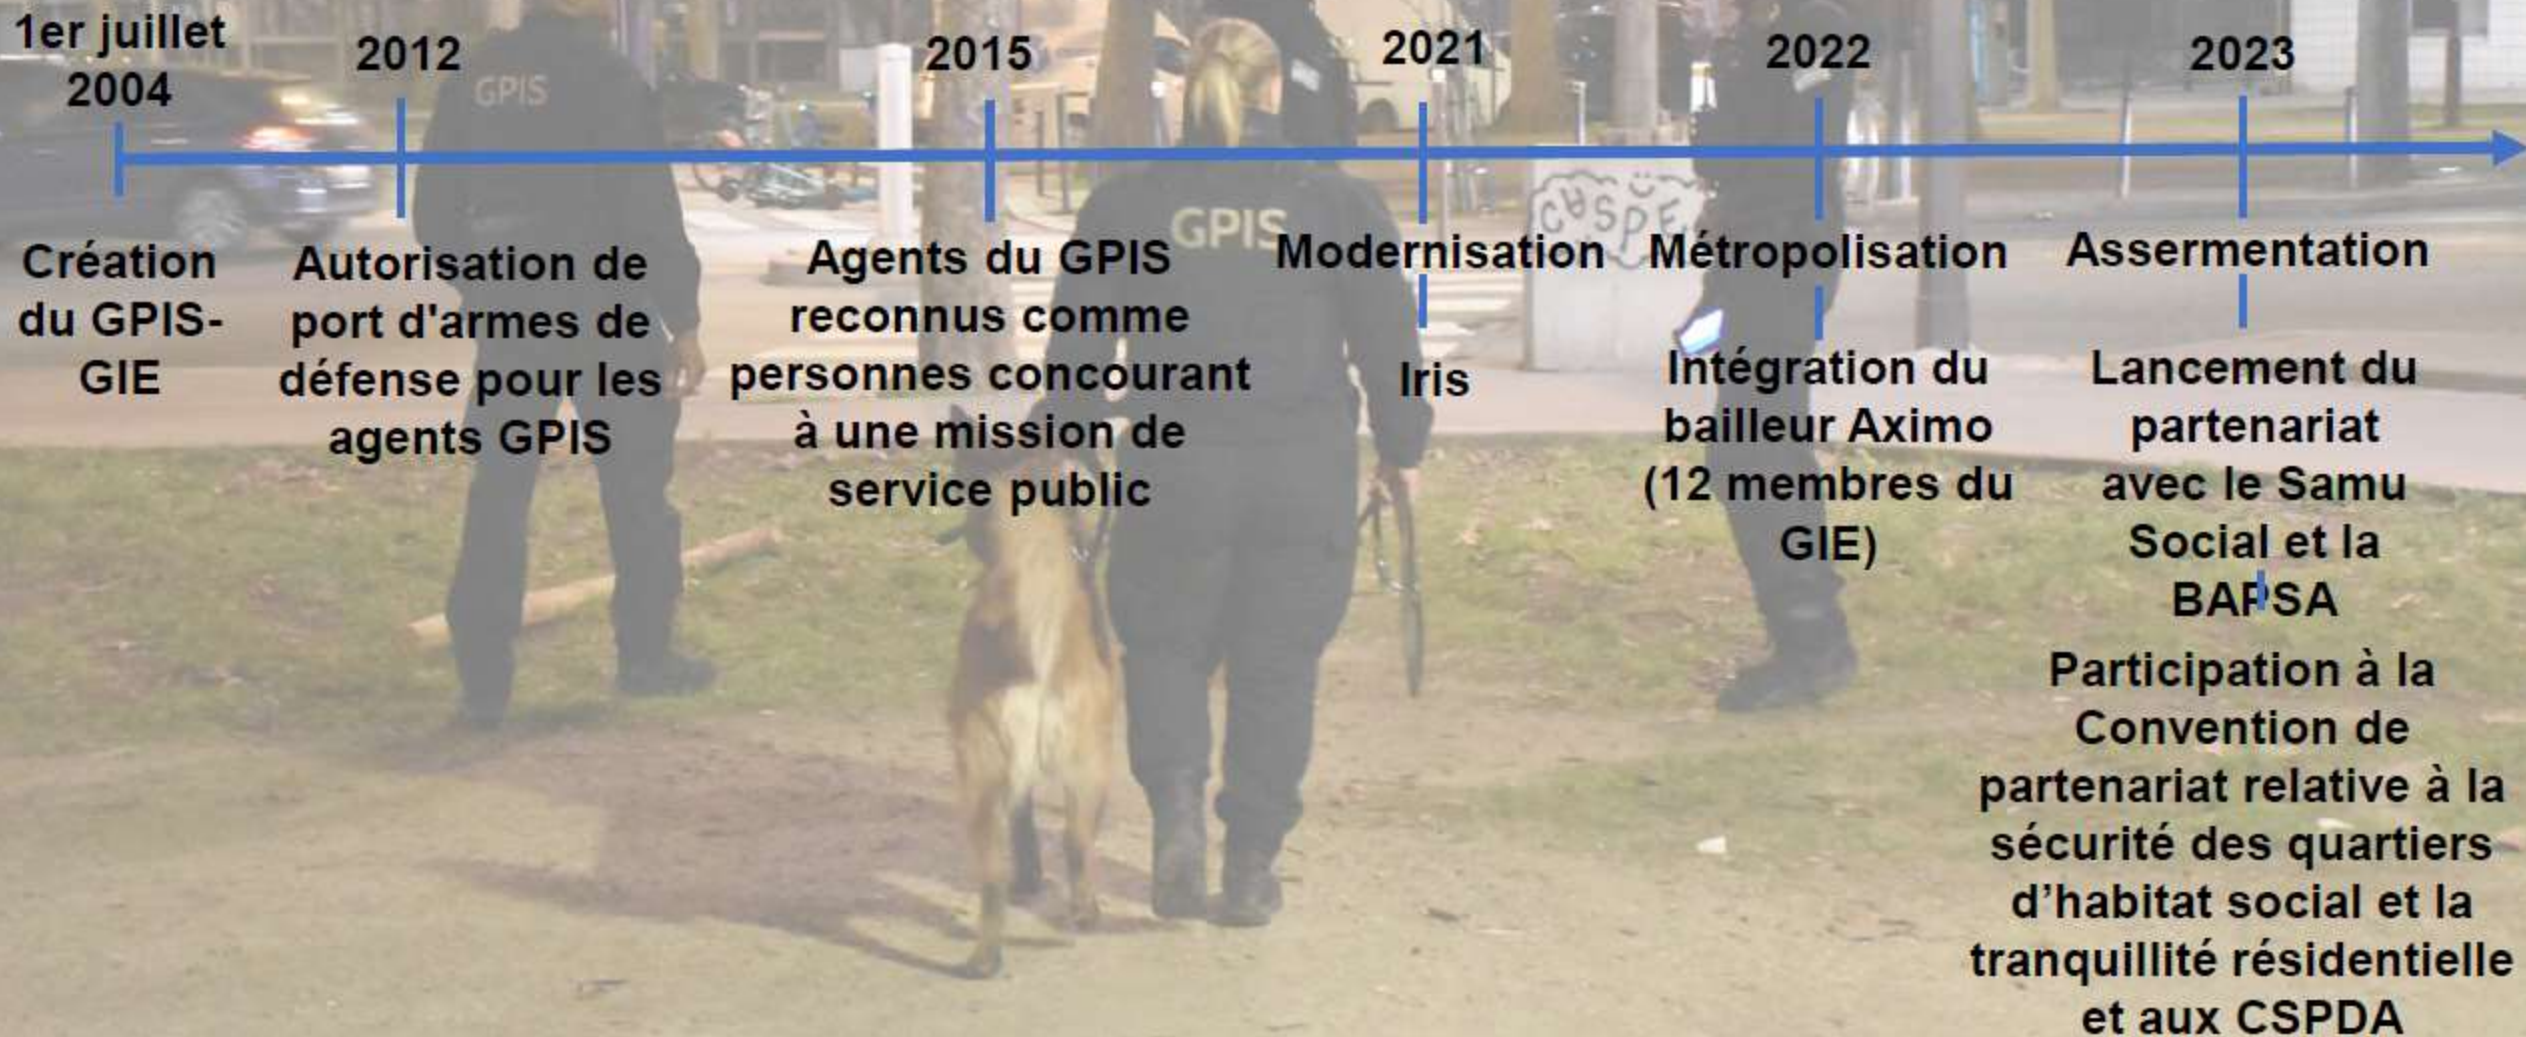 1er juillet
2004
2012
2015
2021
2022
2023
GPIS
GPIS
CASPE
Création
du GPIS-
GIE
Autorisation de
port d'armes de
défense pour les
agents GPIS
Agents du GPIS
reconnus comme
personnes concourant
à une mission de
service public
Modernisation
Iris
Métropolisation
Intégration du
bailleur Aximo
(12 membres du
GIE)
Assermentation
Lancement du
partenariat
avec le Samu
Social et la
BAPSA
Participation à la
Convention de
partenariat relative à la
sécurité des quartiers
d’habitat social et la
tranquillité résidentielle
et aux CSPDA